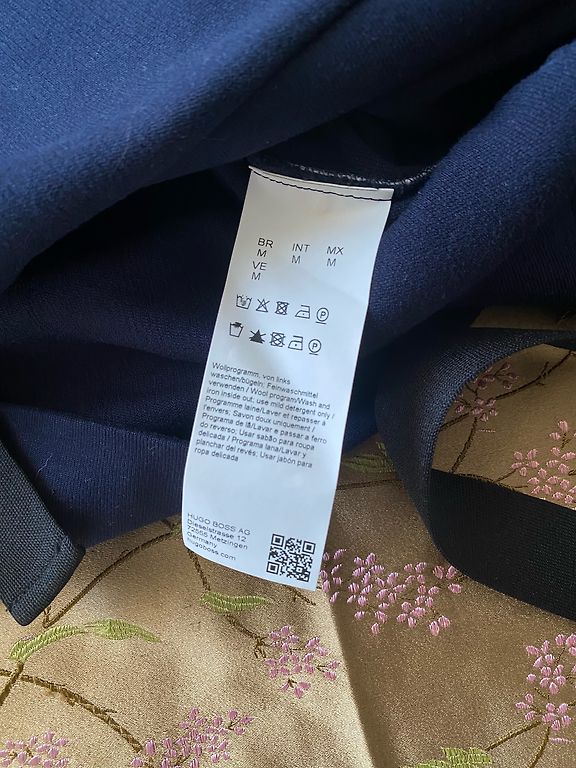 BR INT MX
M M M
VE
M
P
P
Wollprogramm, von links
waschen/bügeln; Feinwaschmittel
verwenden / Wool program/Wash and
iron inside out; use mild detergent only /
Programme laine/Laver et repasser à
l'envers; Savon doux uniquement /
Programa de lã/Lavar e passar a ferro
do reverso; Usar sabão para roupa
delicada / Programa lana/Lavar y
planchar del revés; Usar jabón para
ropa delicada
HUGO BOSS AG
Dieselstrasse 12
72555 Metzingen
Germany
hugoboss.com